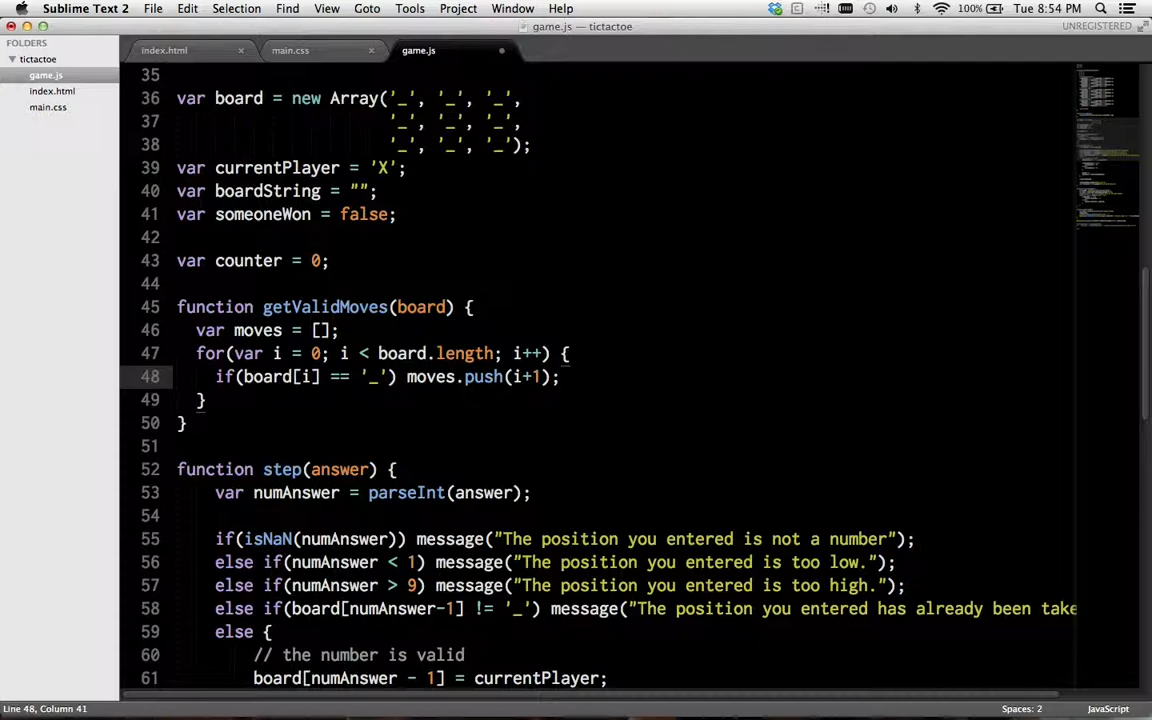 Sublime Text 2 File Edit Selection Find View Goto Tools Project Window Help 100% Tue 8:54 PM
game.js — tictactoe UNREGISTERED
FOLDERS
tictactoe
game.js
index.html
main.css
index.html main.css game.js
35
36 var board = new Array('_', '_', '_',
37 '_', '_', '_',
38 '_', '_', '_');
39 var currentPlayer = 'X';
40 var boardString = "";
41 var someoneWon = false;
42
43 var counter = 0;
44
45 function getValidMoves(board) {
46 var moves = [];
47 for(var i = 0; i < board.length; i++) {
48 if(board[i] == '_') moves.push(i+1);
49 }
50 }
51
52 function step(answer) {
53 var numAnswer = parseInt(answer);
54
55 if(isNaN(numAnswer)) message("The position you entered is not a number");
56 else if(numAnswer < 1) message("The position you entered is too low.");
57 else if(numAnswer > 9) message("The position you entered is too high.");
58 else if(board[numAnswer-1] != '_') message("The position you entered has already been take
59 else {
60 // the number is valid
61 board[numAnswer - 1] = currentPlayer;
Line 48, Column 41 Spaces: 2 JavaScript